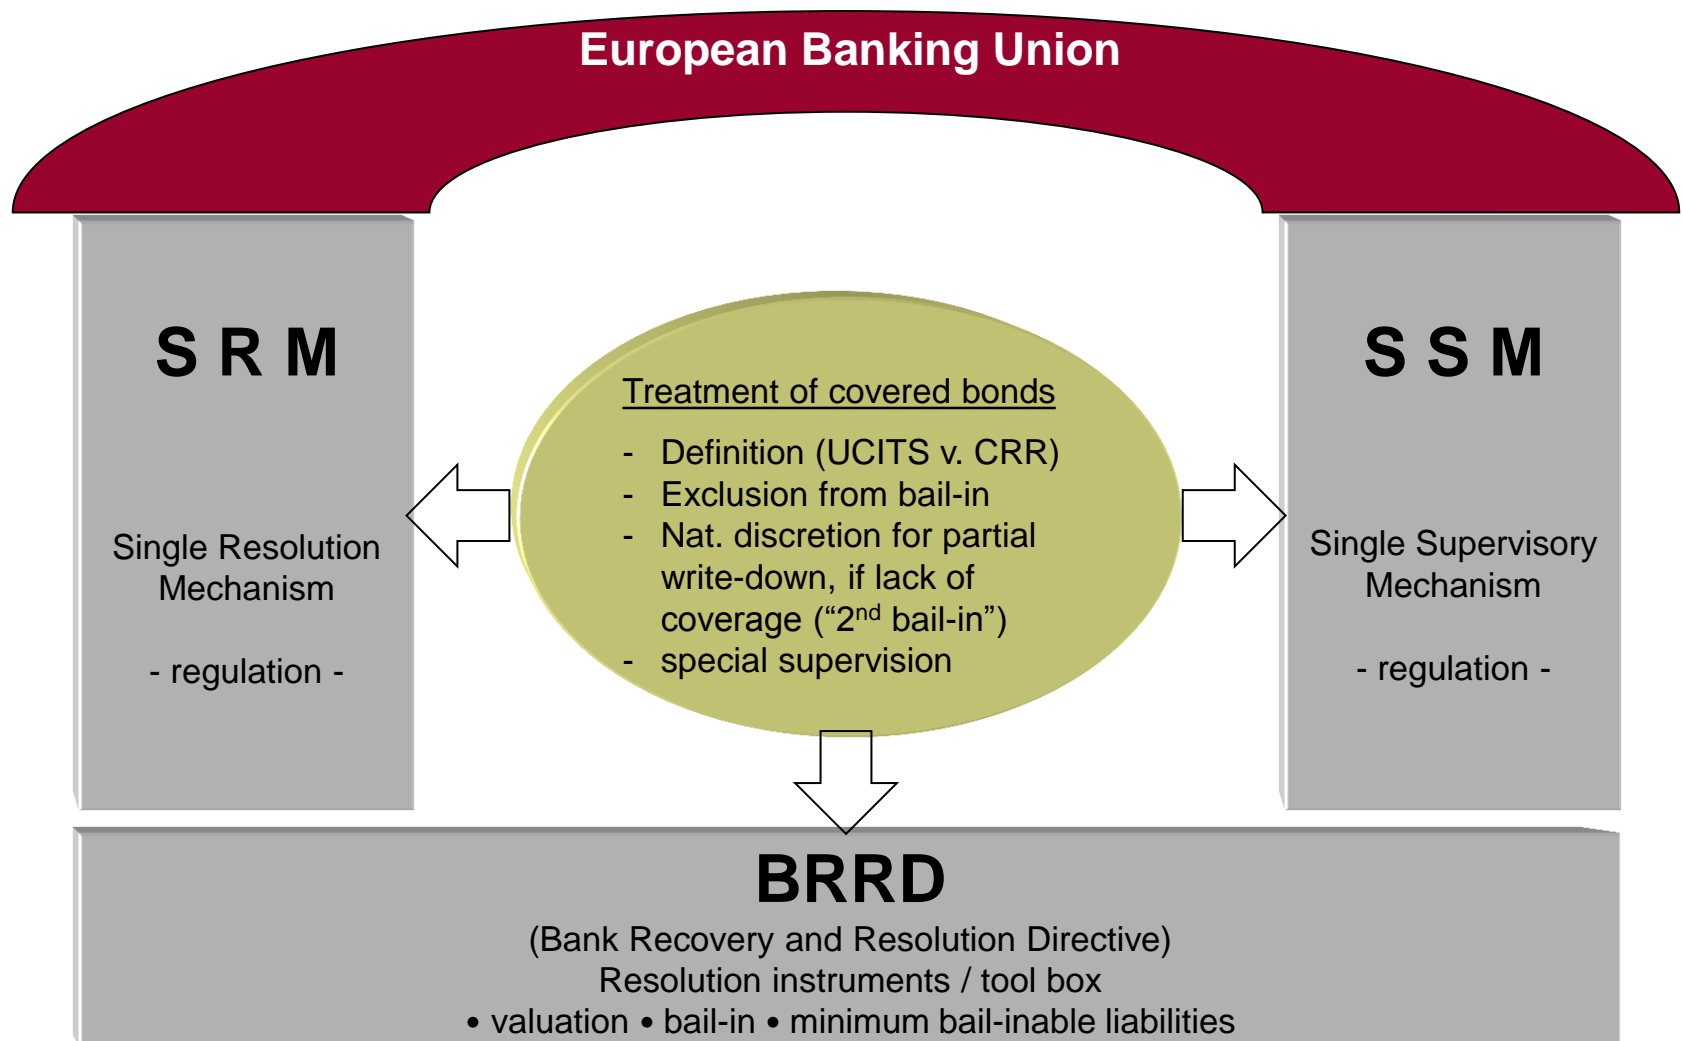 European Banking Union
S R M
Single Resolution
Mechanism
- regulation -
Treatment of covered bonds
- Definition (UCITS v. CRR)
- Exclusion from bail-in
- Nat. discretion for partial
write-down, if lack of
coverage (“2nd bail-in”)
- special supervision
S S M
Single Supervisory
Mechanism
- regulation -
BRRD
(Bank Recovery and Resolution Directive)
Resolution instruments / tool box
• valuation • bail-in • minimum bail-inable liabilities